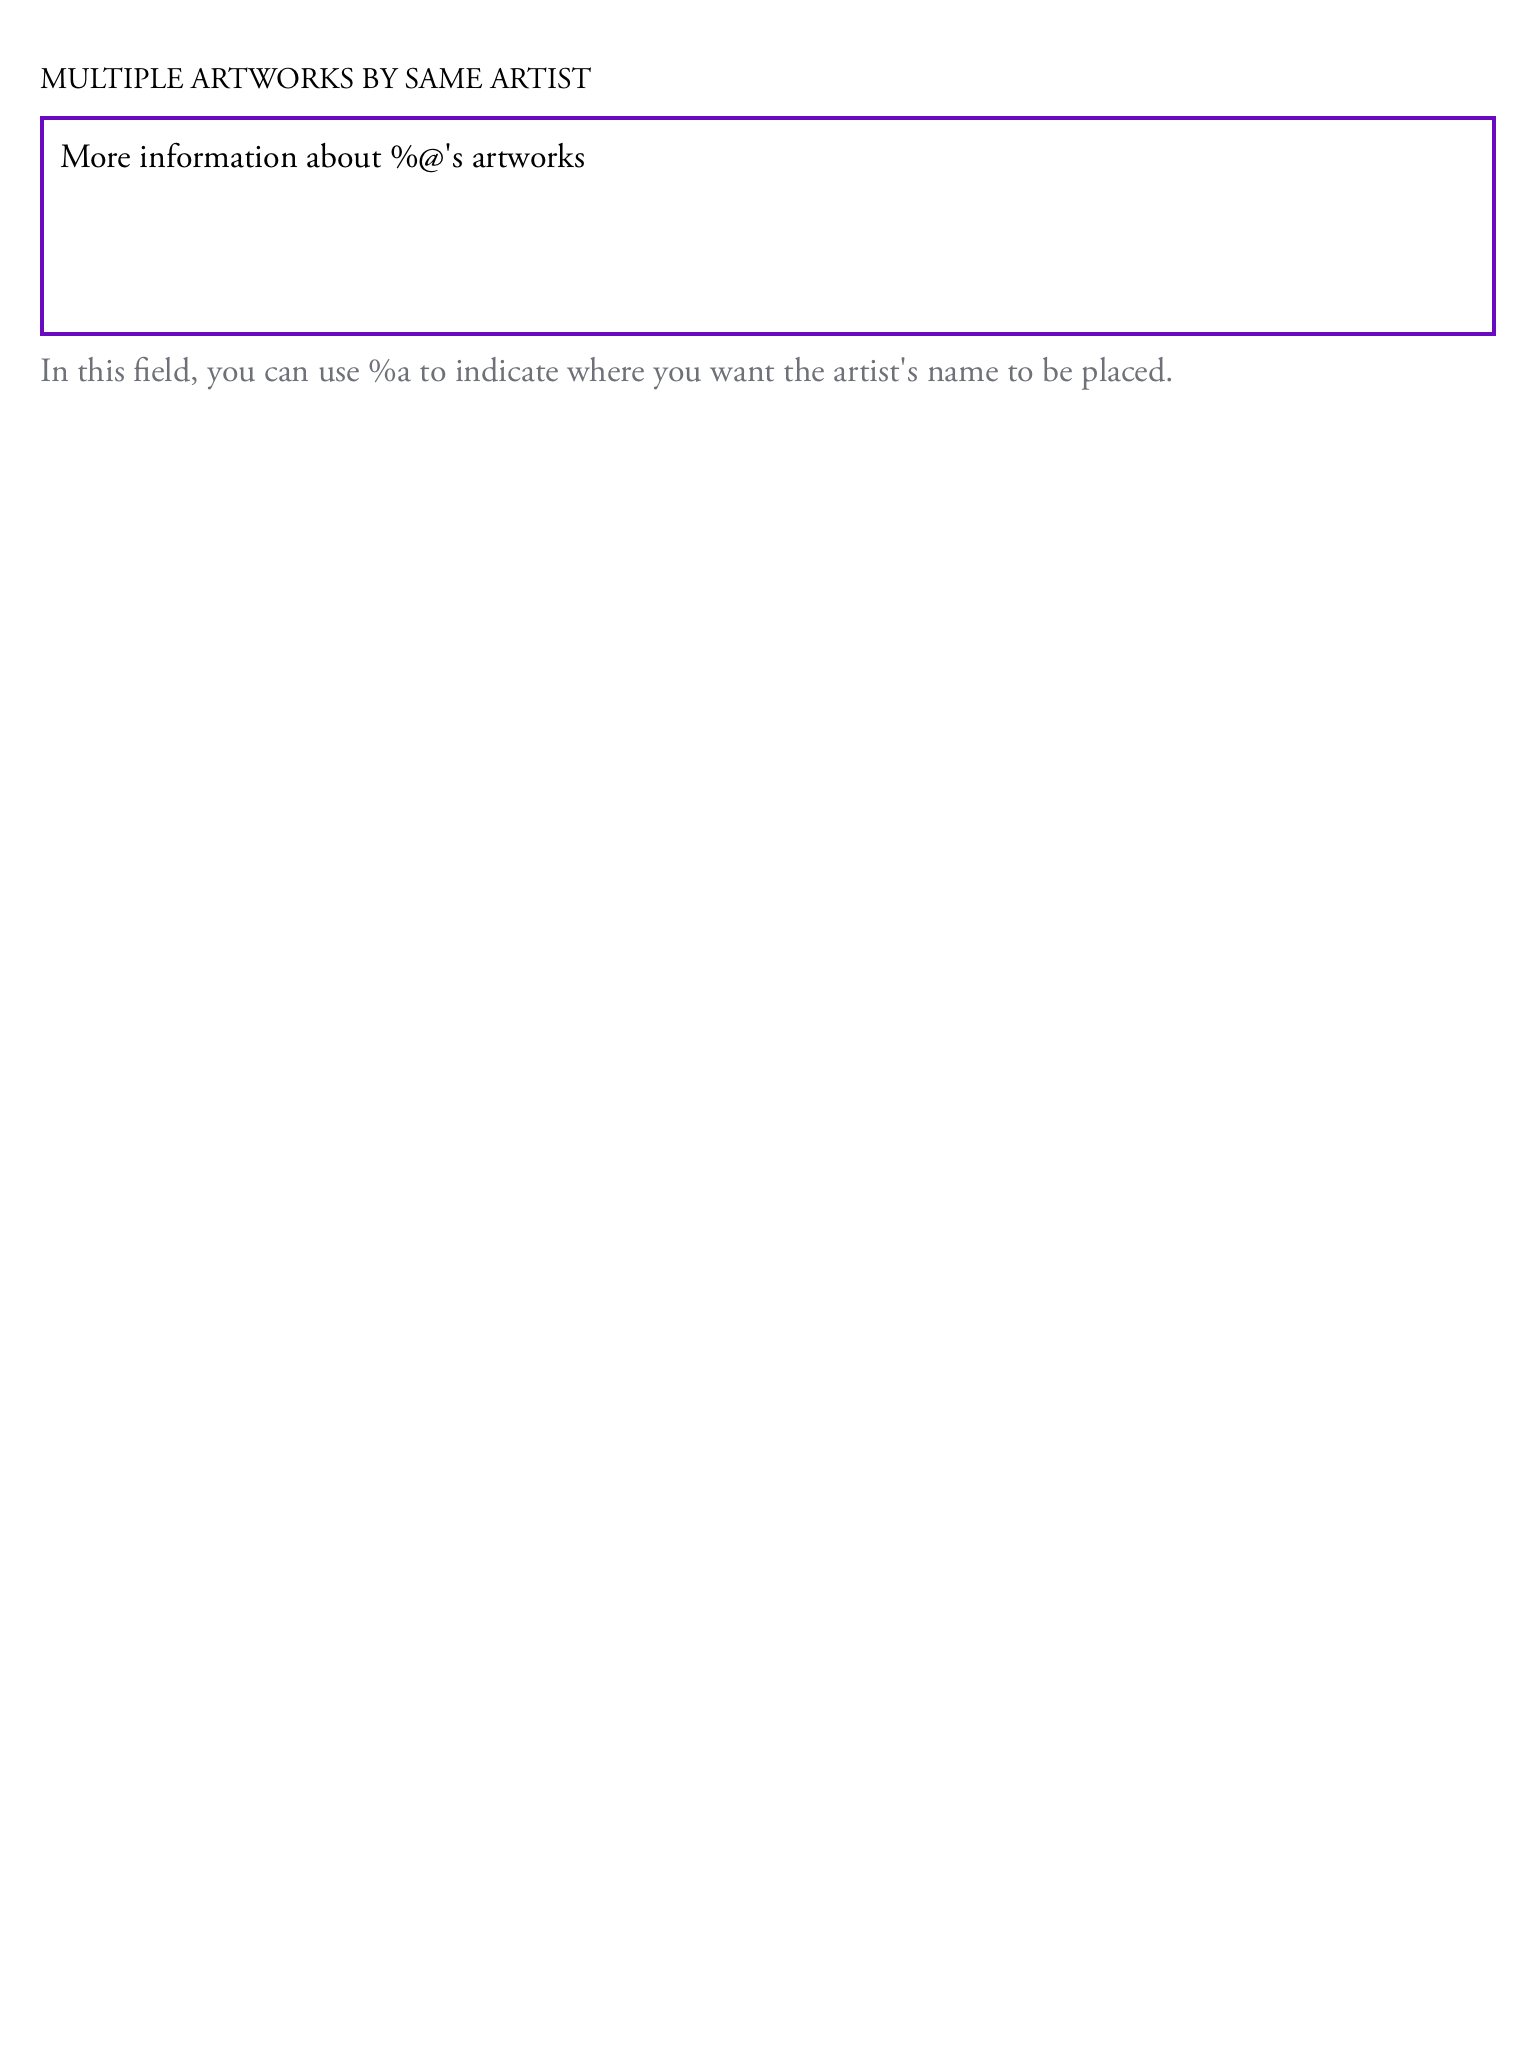 MULTIPLE ARTWORKS BY SAME ARTIST
More information about %@'s artworks
In this field, you can use %a to indicate where you want the artist's name to be placed.